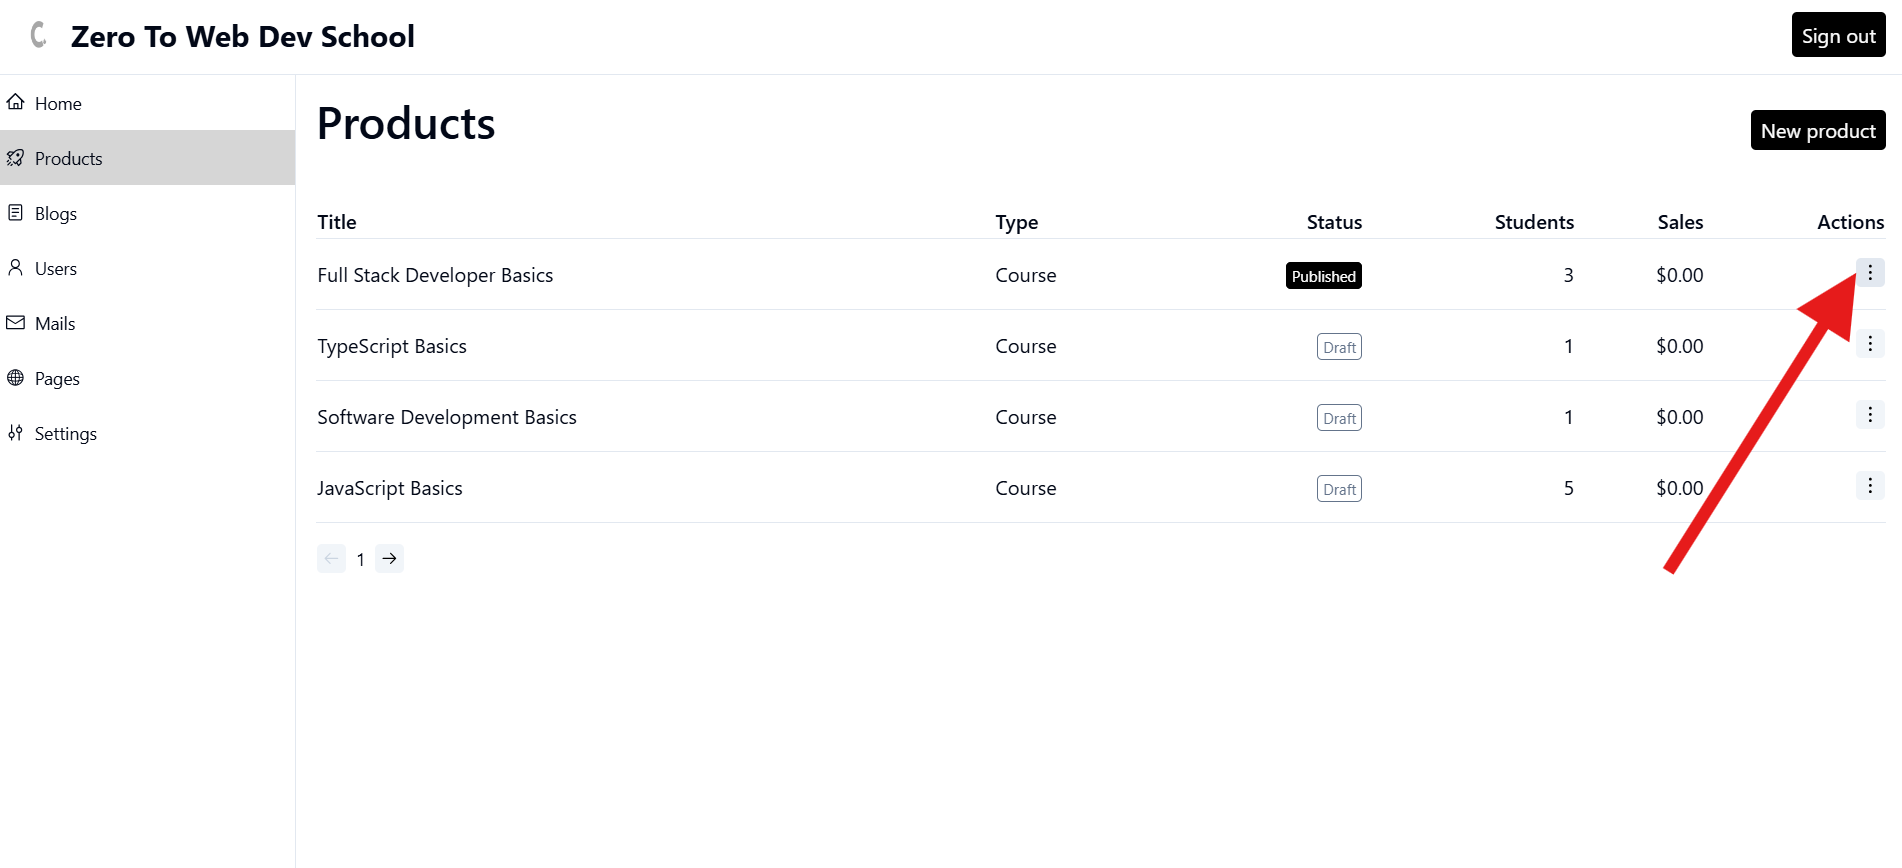 Zero To Web Dev School
Sign out
Home
Products
Blogs
Users
Mails
Pages
Settings
Products
New product
Title Type Status Students Sales Actions
Full Stack Developer Basics Course Published 3 $0.00
TypeScript Basics Course Draft 1 $0.00
Software Development Basics Course Draft 1 $0.00
JavaScript Basics Course Draft 5 $0.00
1